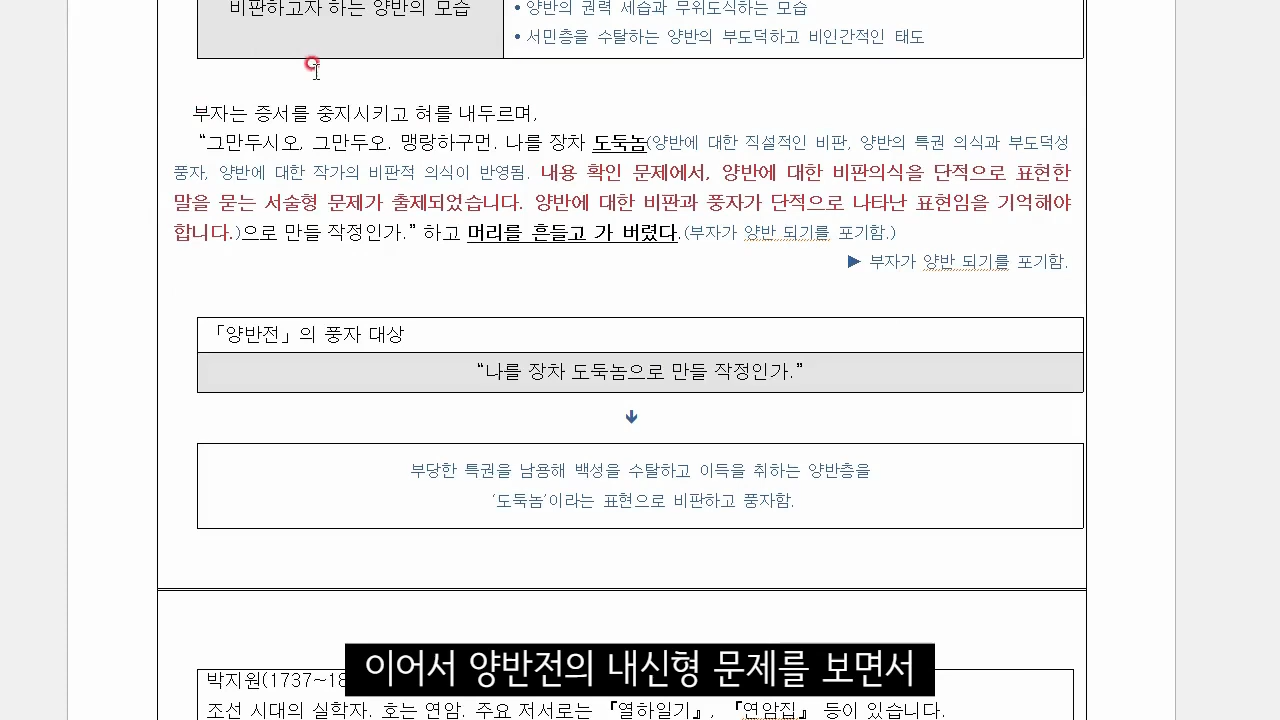 비판하고자 하는 양반의 모습
• 양반의 권력 세습과 무위도식하는 모습
• 서민층을 수탈하는 양반의 부도덕하고 비인간적인 태도
부자는 증서를 중지시키고 혀를 내두르며,
“그만두시오, 그만두오. 맹랑하구먼. 나를 장차 도둑놈(양반에 대한 직설적인 비판, 양반의 특권 의식과 부도덕성
풍자, 양반에 대한 작가의 비판적 의식이 반영됨. 내용 확인 문제에서, 양반에 대한 비판의식을 단적으로 표현한
말을 묻는 서술형 문제가 출제되었습니다. 양반에 대한 비판과 풍자가 단적으로 나타난 표현임을 기억해야
합니다.)으로 만들 작정인가.” 하고 머리를 흔들고 가 버렸다.(부자가 양반 되기를 포기함.)
▶ 부자가 양반 되기를 포기함.
「양반전」의 풍자 대상
“나를 장차 도둑놈으로 만들 작정인가.”
부당한 특권을 남용해 백성을 수탈하고 이득을 취하는 양반층을
‘도둑놈’이라는 표현으로 비판하고 풍자함.
이어서 양반전의 내신형 문제를 보면서
박지원(1737~18
조선 시대의 실학자. 호는 연암. 주요 저서로는 『열하일기』, 『연암집』 등이 있습니다.